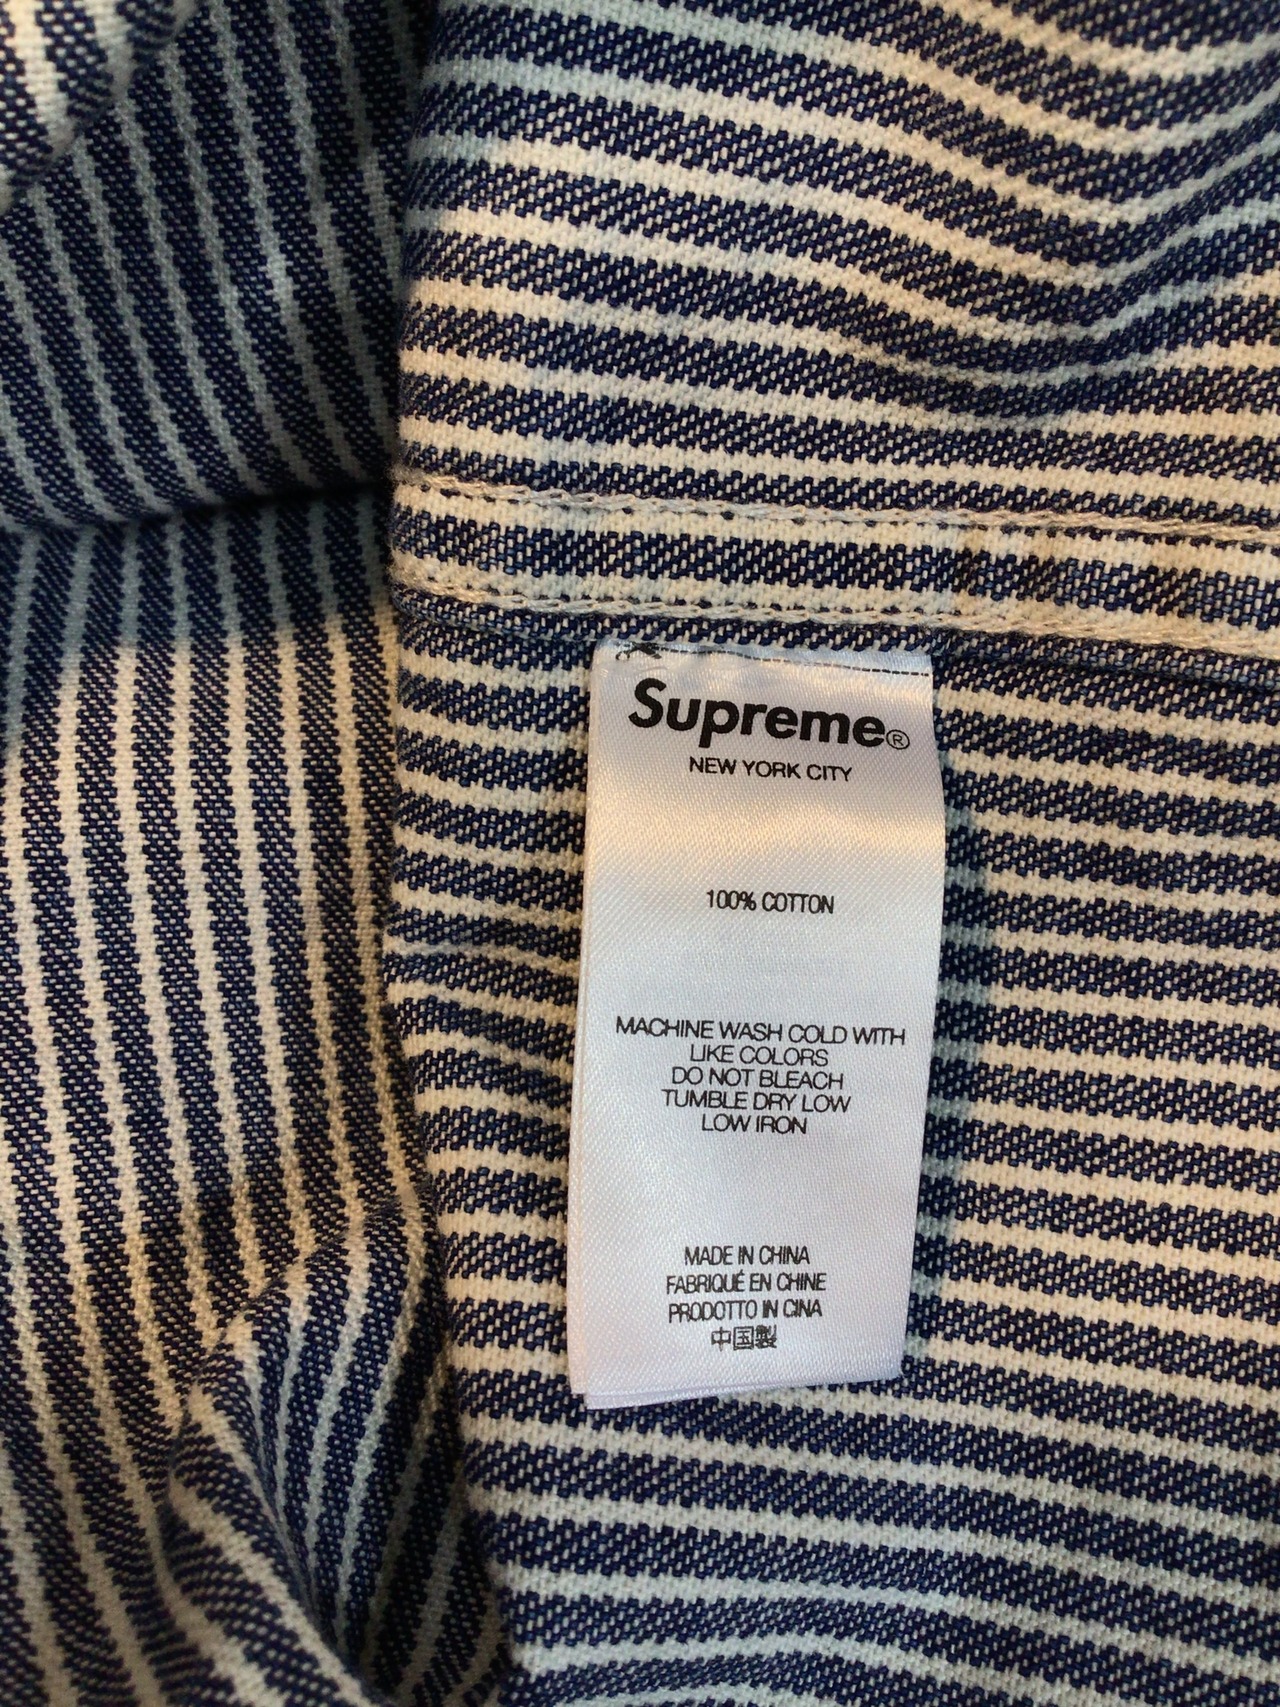 Supreme®
NEW YORK CITY
100% COTTON
MACHINE WASH COLD WITH
LIKE COLORS
DO NOT BLEACH
TUMBLE DRY LOW
LOW IRON
MADE IN CHINA
FABRIQUÉ EN CHINE
PRODOTTO IN CINA
中国製